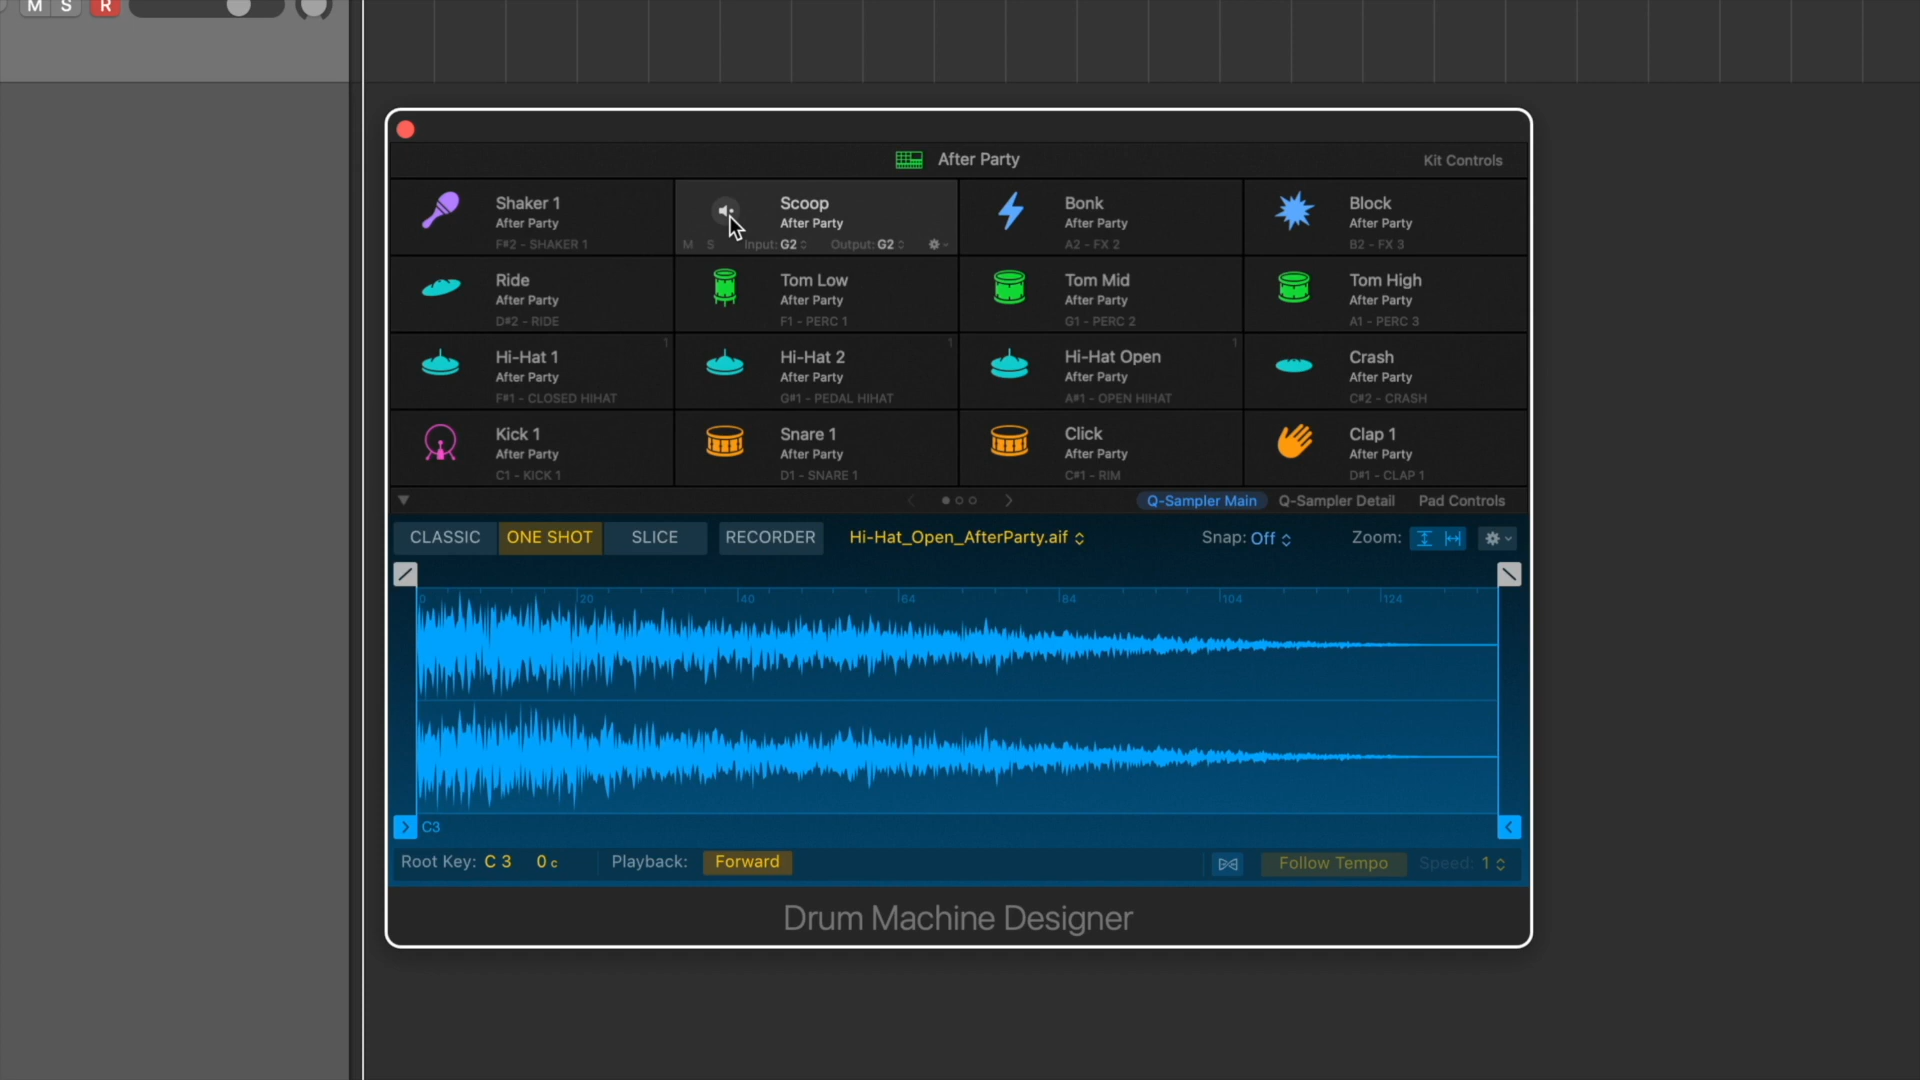 M S R
After Party
Kit Controls
Shaker 1
After Party
F#2 - SHAKER 1
Scoop
After Party
M S Input: G2 Output: G2
Bonk
After Party
A2 - FX 2
Block
After Party
B2 - FX 3
Ride
After Party
D#2 - RIDE
Tom Low
After Party
F1 - PERC 1
Tom Mid
After Party
G1 - PERC 2
Tom High
After Party
A1 - PERC 3
Hi-Hat 1
1
After Party
F#1 - CLOSED HIHAT
Hi-Hat 2
1
After Party
G#1 - PEDAL HIHAT
Hi-Hat Open
1
After Party
A#1 - OPEN HIHAT
Crash
After Party
C#2 - CRASH
Kick 1
After Party
C1 - KICK 1
Snare 1
After Party
D1 - SNARE 1
Click
After Party
C#1 - RIM
Clap 1
After Party
D#1 - CLAP 1
Q-Sampler Main Q-Sampler Detail Pad Controls
CLASSIC ONE SHOT SLICE RECORDER Hi-Hat_Open_AfterParty.aif Snap: Off Zoom:
0 20 40 64 84 104 124
C3
Root Key: C 3 0 c Playback: Forward Follow Tempo Speed: 1
Drum Machine Designer